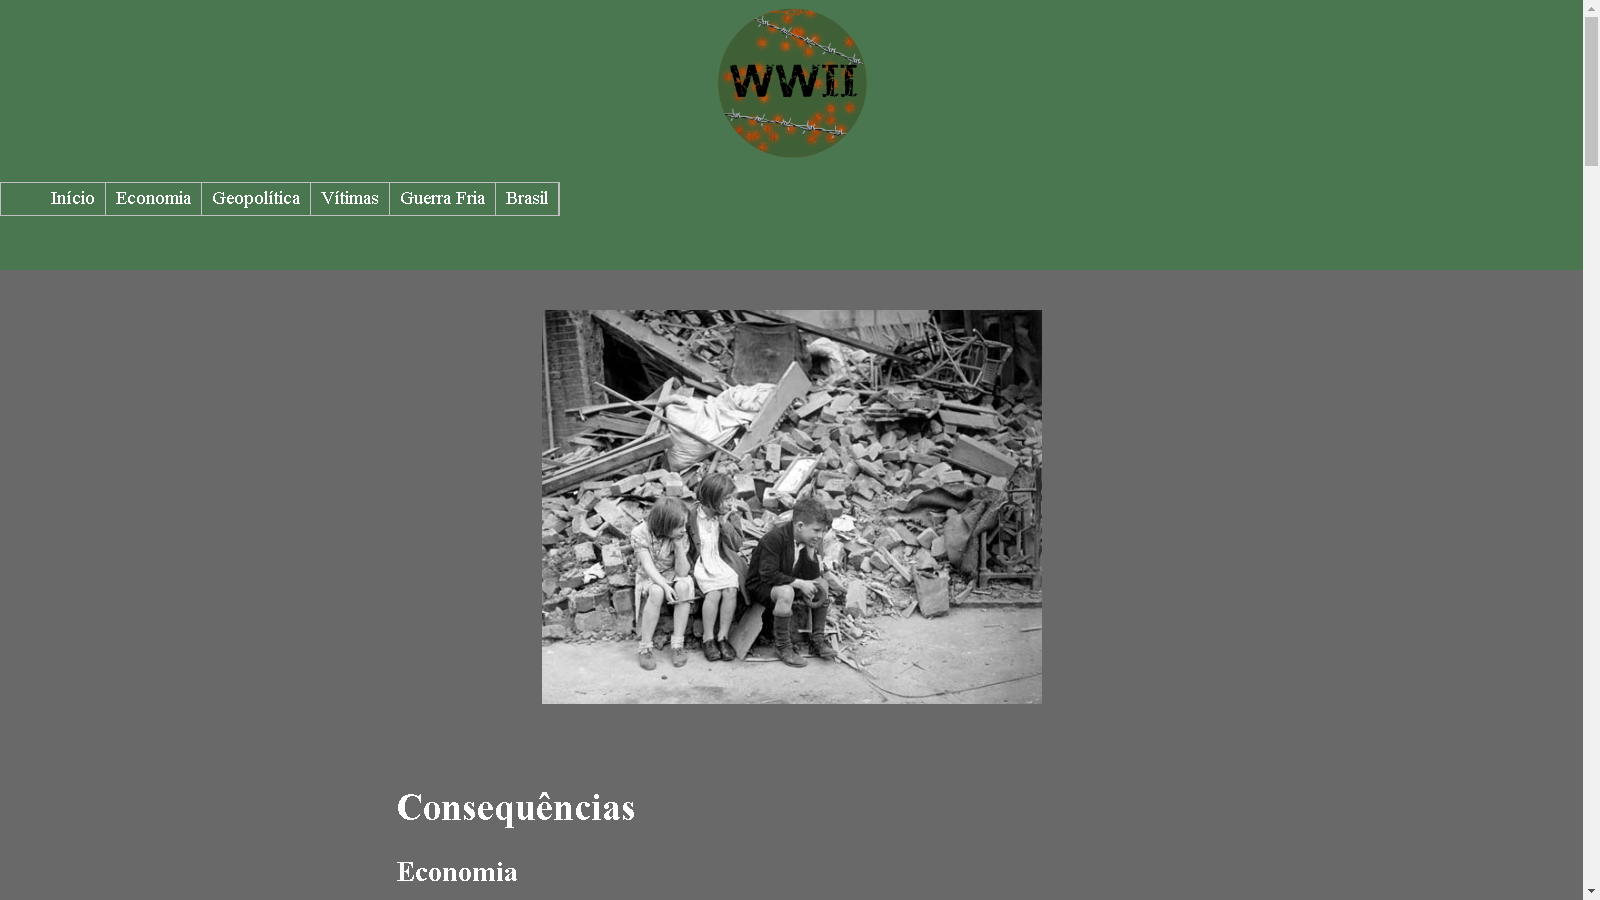 WWII
Início Economia Geopolítica Vítimas Guerra Fria Brasil
Consequências
Economia